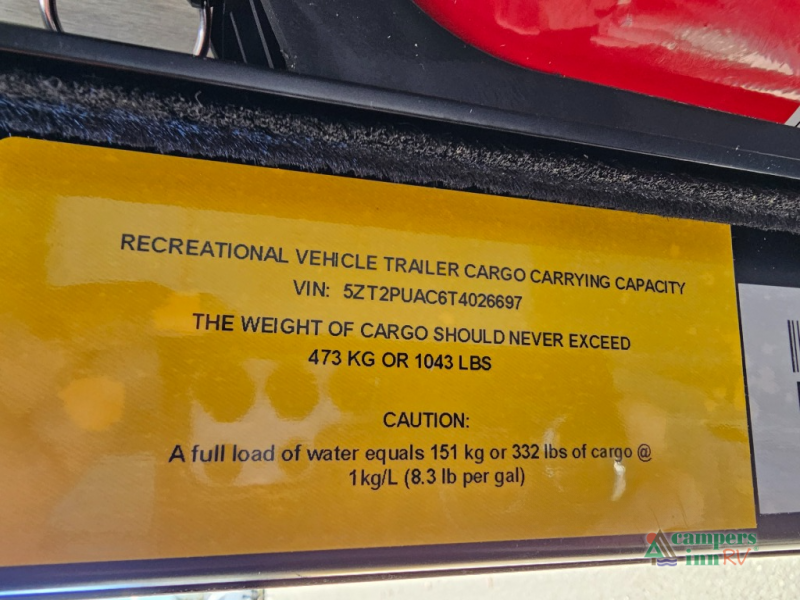 RECREATIONAL VEHICLE TRAILER CARGO CARRYING CAPACITY
VIN: 5ZT2PUAC6T4026697
THE WEIGHT OF CARGO SHOULD NEVER EXCEED
473 KG OR 1043 LBS
CAUTION:
A full load of water equals 151 kg or 332 lbs of cargo @
1kg/L (8.3 lb per gal)
campers
inn RV